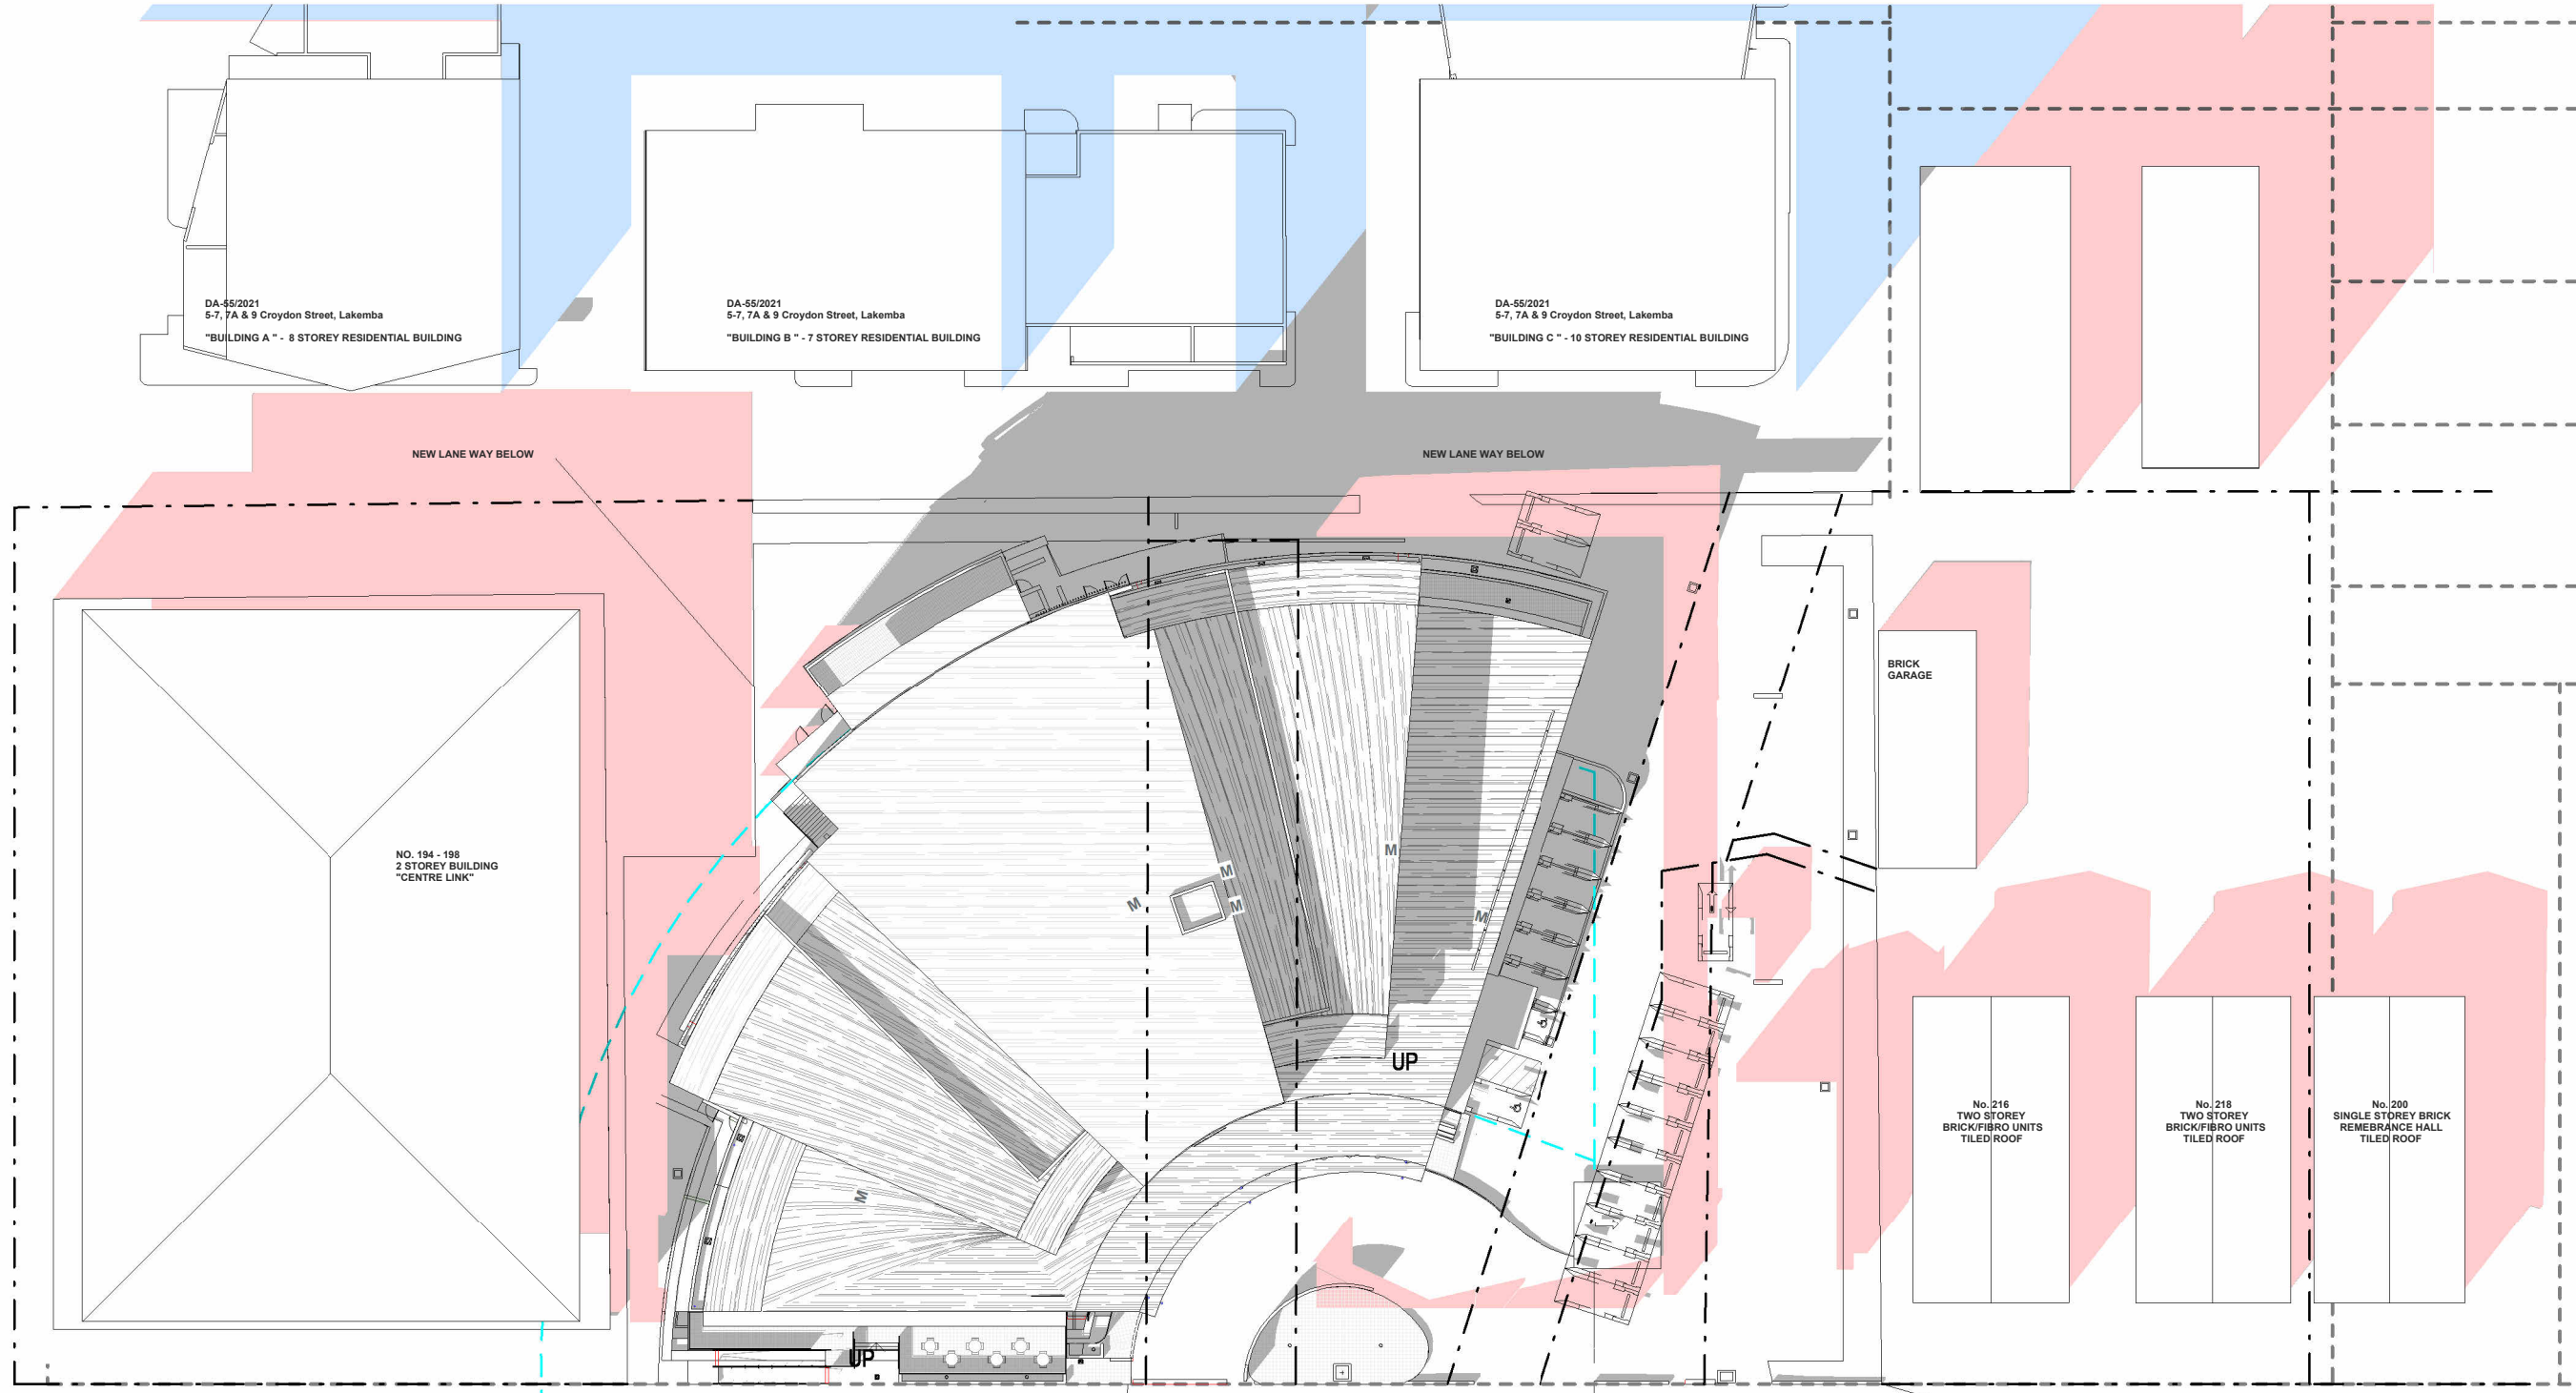 DA-55/2021
5-7, 7A & 9 Croydon Street, Lakemba
"BUILDING A " - 8 STOREY RESIDENTIAL BUILDING
DA-55/2021
5-7, 7A & 9 Croydon Street, Lakemba
"BUILDING B " - 7 STOREY RESIDENTIAL BUILDING
DA-55/2021
5-7, 7A & 9 Croydon Street, Lakemba
"BUILDING C " - 10 STOREY RESIDENTIAL BUILDING
NEW LANE WAY BELOW
NEW LANE WAY BELOW
BRICK
GARAGE
NO. 194 - 198
2 STOREY BUILDING
"CENTRE LINK"
M
M
M
M
M
M
UP
UP
No. 216
TWO STOREY
BRICK/FIBRO UNITS
TILED ROOF
No. 218
TWO STOREY
BRICK/FIBRO UNITS
TILED ROOF
No. 200
SINGLE STOREY BRICK
REMEBRANCE HALL
TILED ROOF